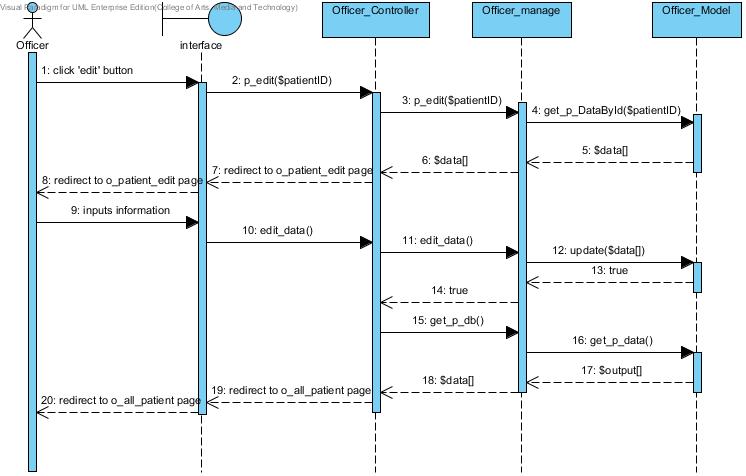 Visual Paradigm for UML Enterprise Edition(College of Arts, Media and Technology)
Officer
interface
Officer_Controller
Officer_manage
Officer_Model
1: click 'edit' button
2: p_edit($patientID)
3: p_edit($patientID)
4: get_p_DataById($patientID)
5: $data[]
6: $data[]
7: redirect to o_patient_edit page
8: redirect to o_patient_edit page
9: inputs information
10: edit_data()
11: edit_data()
12: update($data[])
13: true
14: true
15: get_p_db()
16: get_p_data()
17: $output[]
18: $data[]
19: redirect to o_all_patient page
20: redirect to o_all_patient page